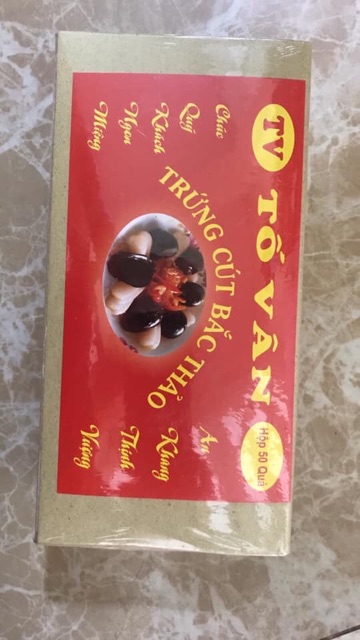 TV
TỐ VÂN
Hộp 50 Quả
TRỨNG CÚT BẮC THẢO
Chúc
Quý
Khách
Ngon
Miệng
An
Khang
Thịnh
Vượng